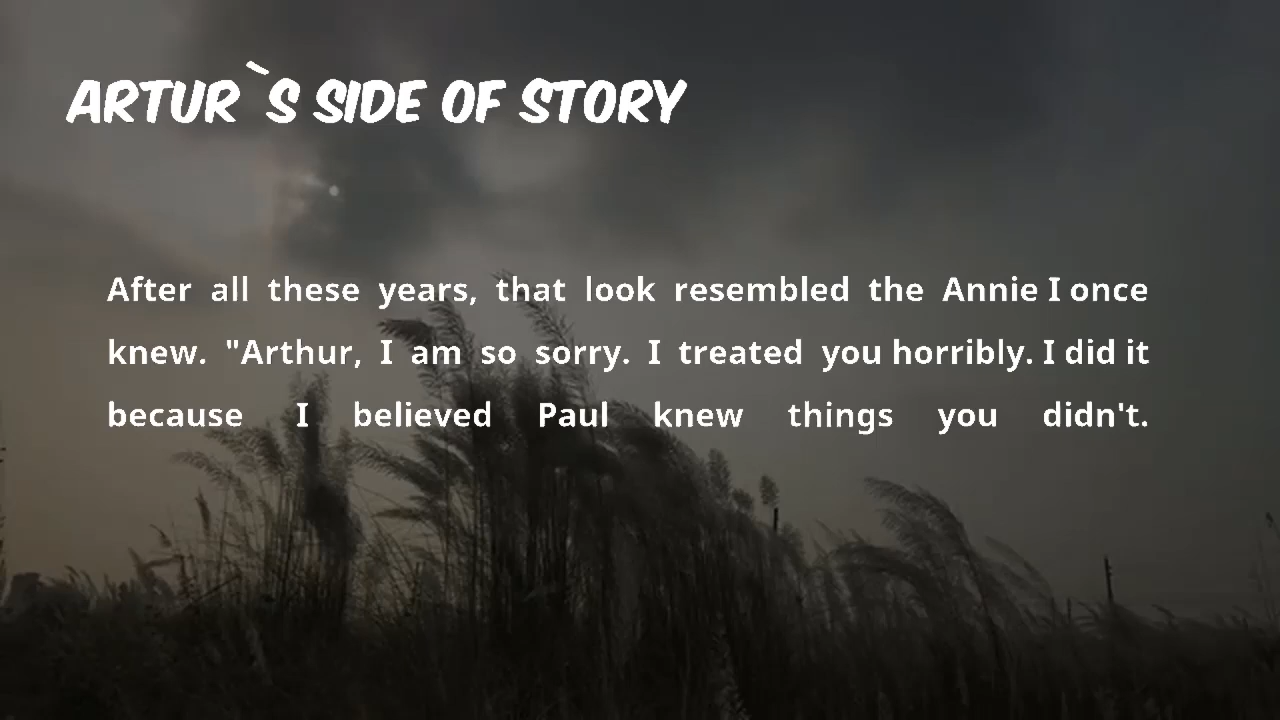 ARTUR`S SIDE OF STORY
After all these years, that look resembled the Annie I once
knew. "Arthur, I am so sorry. I treated you horribly. I did it
because I believed Paul knew things you didn't.